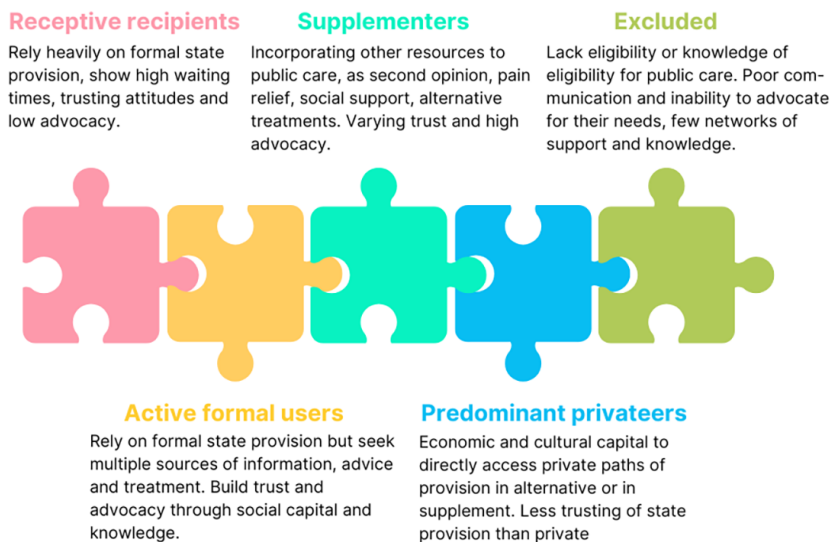 Receptive recipients
Rely heavily on formal state
provision, show high waiting
times, trusting attitudes and
low advocacy.
Supplementers
Incorporating other resources to
public care, as second opinion, pain
relief, social support, alternative
treatments. Varying trust and high
advocacy.
Excluded
Lack eligibility or knowledge of
eligibility for public care. Poor com-
munication and inability to advocate
for their needs, few networks of
support and knowledge.
Active formal users
Rely on formal state provision but seek
multiple sources of information, advice
and treatment. Build trust and
advocacy through social capital and
knowledge.
Predominant privateers
Economic and cultural capital to
directly access private paths of
provision in alternative or in
supplement. Less trusting of state
provision than private